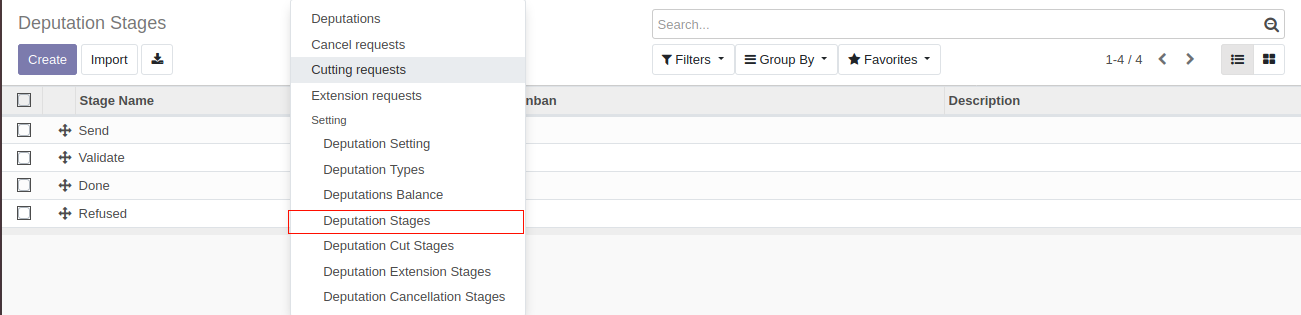 Deputation Stages
Create
Import
Deputations
Cancel requests
Cutting requests
Extension requests
Setting
Deputation Setting
Deputation Types
Deputations Balance
Deputation Stages
Deputation Cut Stages
Deputation Extension Stages
Deputation Cancellation Stages
Search...
Filters
Group By
Favorites
1-4 / 4
Stage Name
nban
Description
Send
Validate
Done
Refused